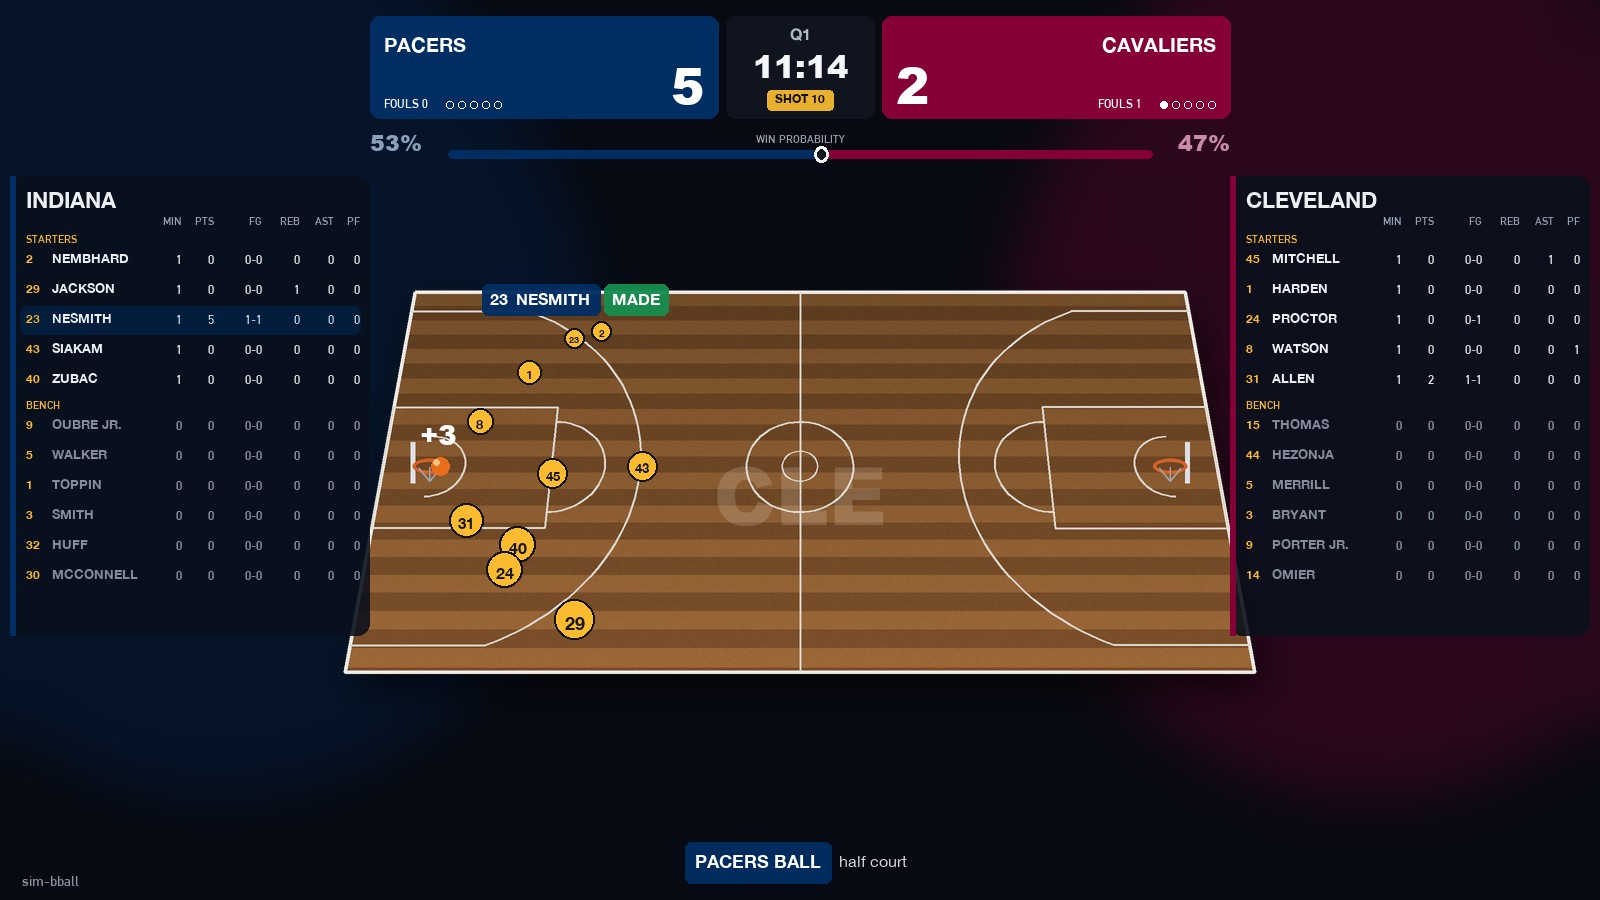 PACERS
5
FOULS 0
Q1
11:14
SHOT 10
CAVALIERS
2
FOULS 1
53%
WIN PROBABILITY
47%
INDIANA
MIN PTS FG REB AST PF
STARTERS
2 NEMBHARD 1 0 0-0 0 0 0
29 JACKSON 1 0 0-0 1 0 0
23 NESMITH 1 5 1-1 0 0 0
43 SIAKAM 1 0 0-0 0 0 0
40 ZUBAC 1 0 0-0 0 0 0
BENCH
9 OUBRE JR. 0 0 0-0 0 0 0
5 WALKER 0 0 0-0 0 0 0
1 TOPPIN 0 0 0-0 0 0 0
3 SMITH 0 0 0-0 0 0 0
32 HUFF 0 0 0-0 0 0 0
30 MCCONNELL 0 0 0-0 0 0 0
23 NESMITH MADE
23
2
1
8
+3
45
43
31
40
24
29
CLE
CLEVELAND
MIN PTS FG REB AST PF
STARTERS
45 MITCHELL 1 0 0-0 0 1 0
1 HARDEN 1 0 0-0 0 0 0
24 PROCTOR 1 0 0-1 0 0 0
8 WATSON 1 0 0-0 0 0 1
31 ALLEN 1 2 1-1 0 0 0
BENCH
15 THOMAS 0 0 0-0 0 0 0
44 HEZONJA 0 0 0-0 0 0 0
5 MERRILL 0 0 0-0 0 0 0
3 BRYANT 0 0 0-0 0 0 0
9 PORTER JR. 0 0 0-0 0 0 0
14 OMIER 0 0 0-0 0 0 0
PACERS BALL half court
sim-bball